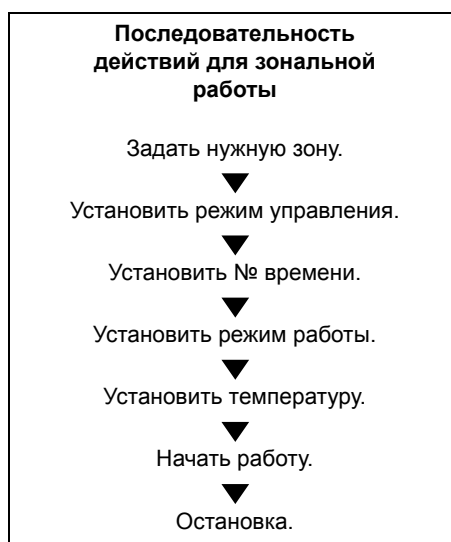 Последовательность
действий для зональной
работы
Задать нужную зону.
Установить режим управления.
Установить № времени.
Установить режим работы.
Установить температуру.
Начать работу.
Остановка.